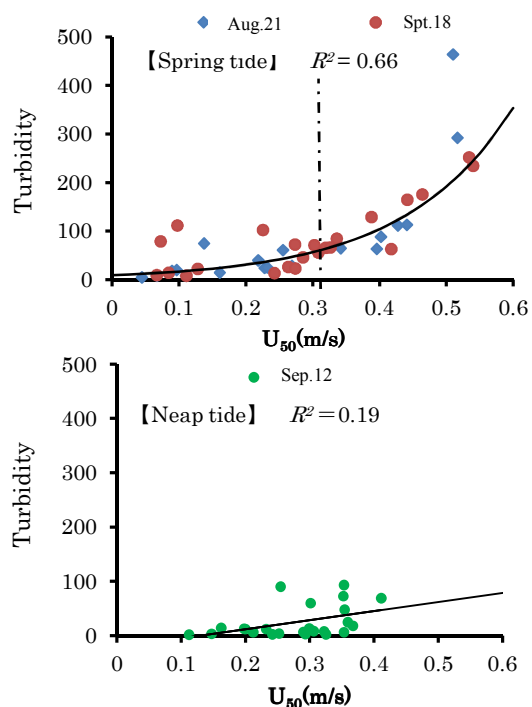 Aug.21 Spt.18
500
【Spring tide】 R² = 0.66
400
300
200
100
0
Turbidity
0 0.1 0.2 0.3 0.4 0.5 0.6
U50(m/s)
500
Sep.12
【Neap tide】 R² = 0.19
400
300
200
100
0
Turbidity
0 0.1 0.2 0.3 0.4 0.5 0.6
U50(m/s)